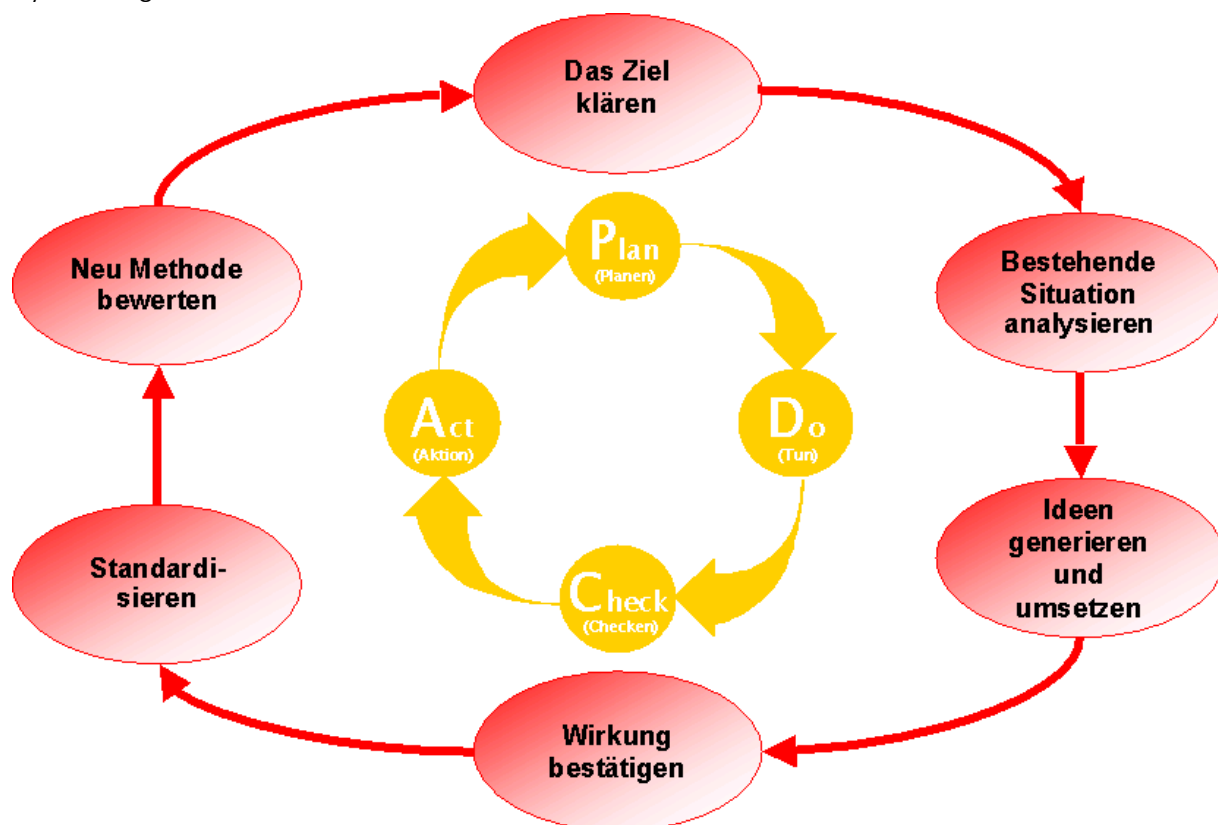 Das Ziel
klären
Bestehende
Situation
analysieren
Ideen
generieren
und
umsetzen
Wirkung
bestätigen
Standardi-
sieren
Neu Methode
bewerten
Plan
(Planen)
Do
(Tun)
Check
(Checken)
Act
(Aktion)